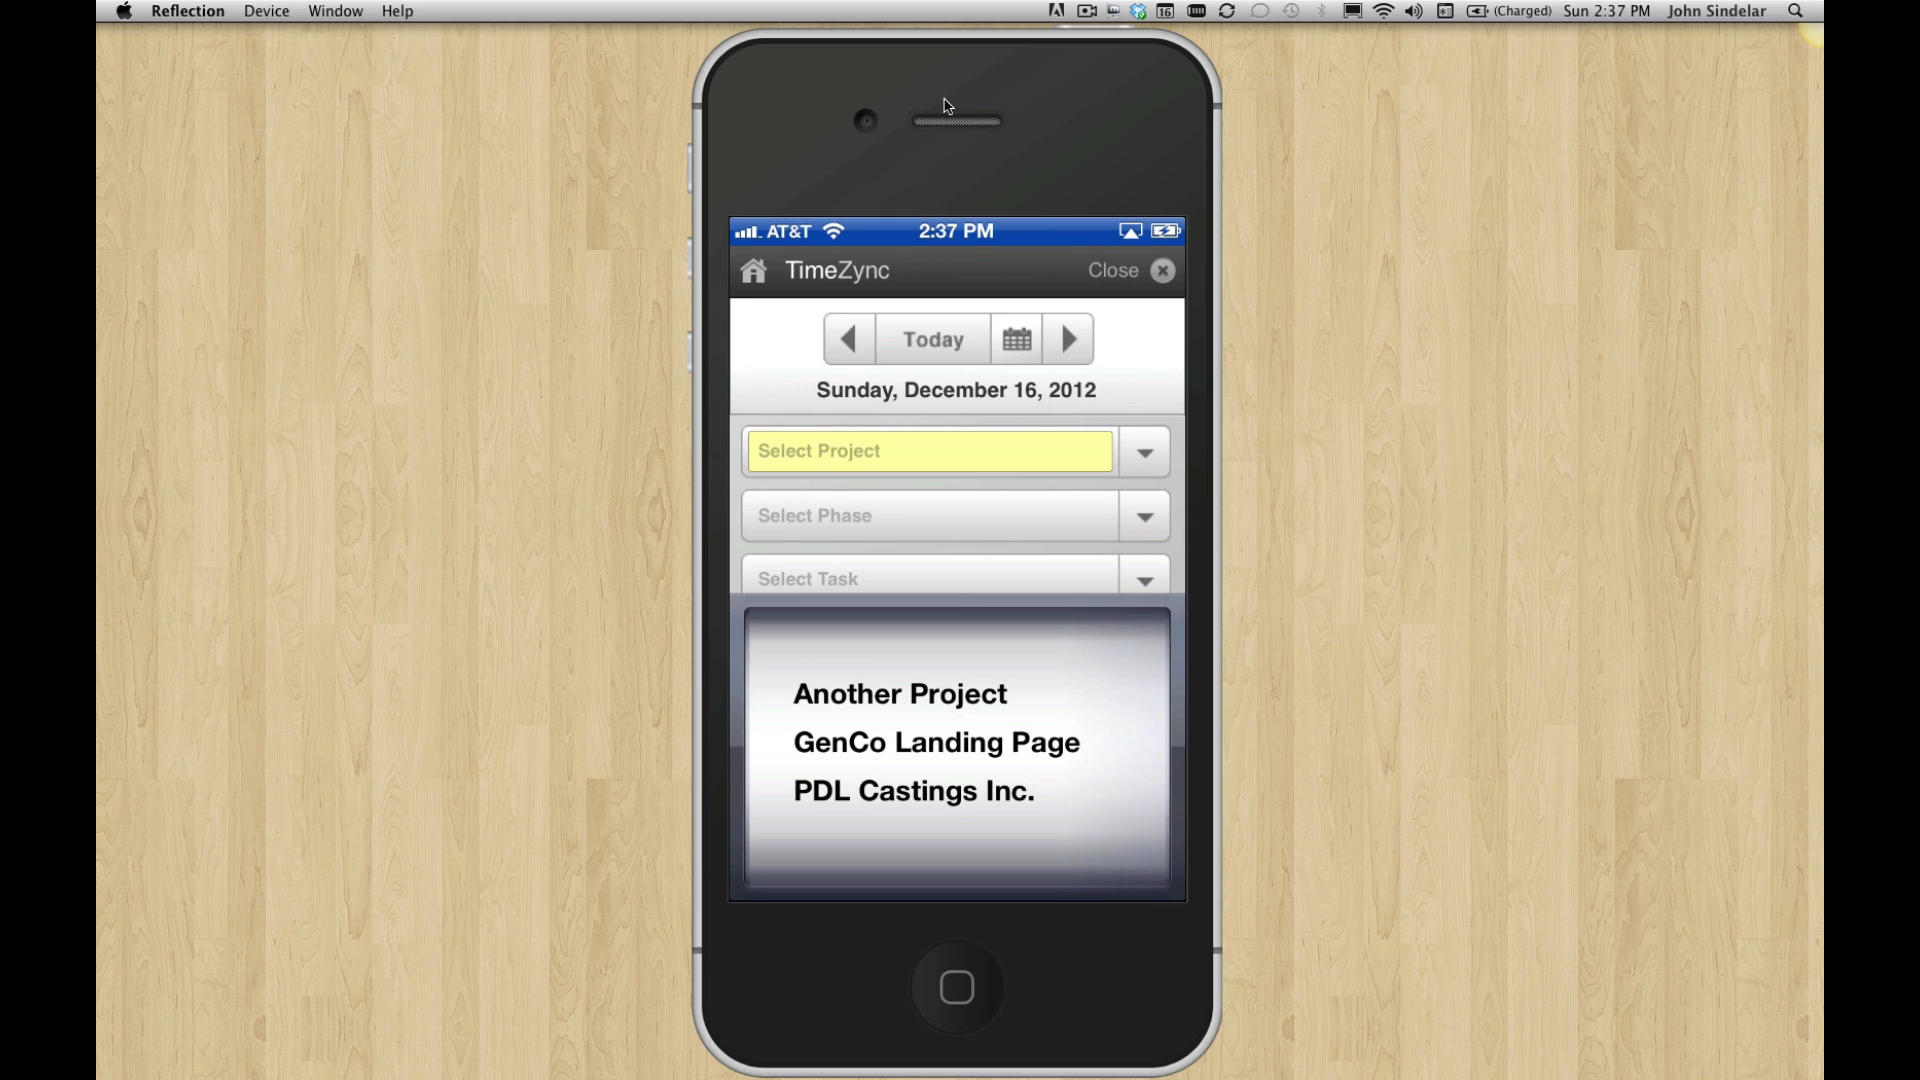 Reflection Device Window Help 16 (Charged) Sun 2:37 PM John Sindelar
AT&T 2:37 PM
TimeZync Close
Today
Sunday, December 16, 2012
Select Project
Select Phase
Select Task
Another Project
GenCo Landing Page
PDL Castings Inc.